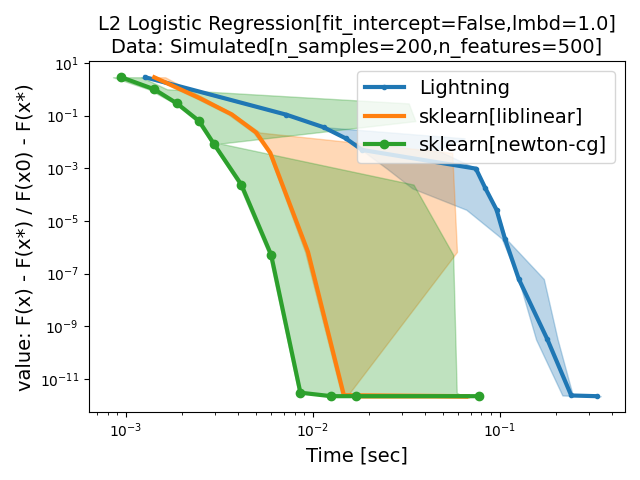 L2 Logistic Regression[fit_intercept=False,lmbd=1.0]
Data: Simulated[n_samples=200,n_features=500]
value: F(x) - F(x*) / F(x0) - F(x*)
10¹
10⁻¹
10⁻³
10⁻⁵
10⁻⁷
10⁻⁹
10⁻¹¹
Lightning
sklearn[liblinear]
sklearn[newton-cg]
10⁻³ 10⁻² 10⁻¹
Time [sec]